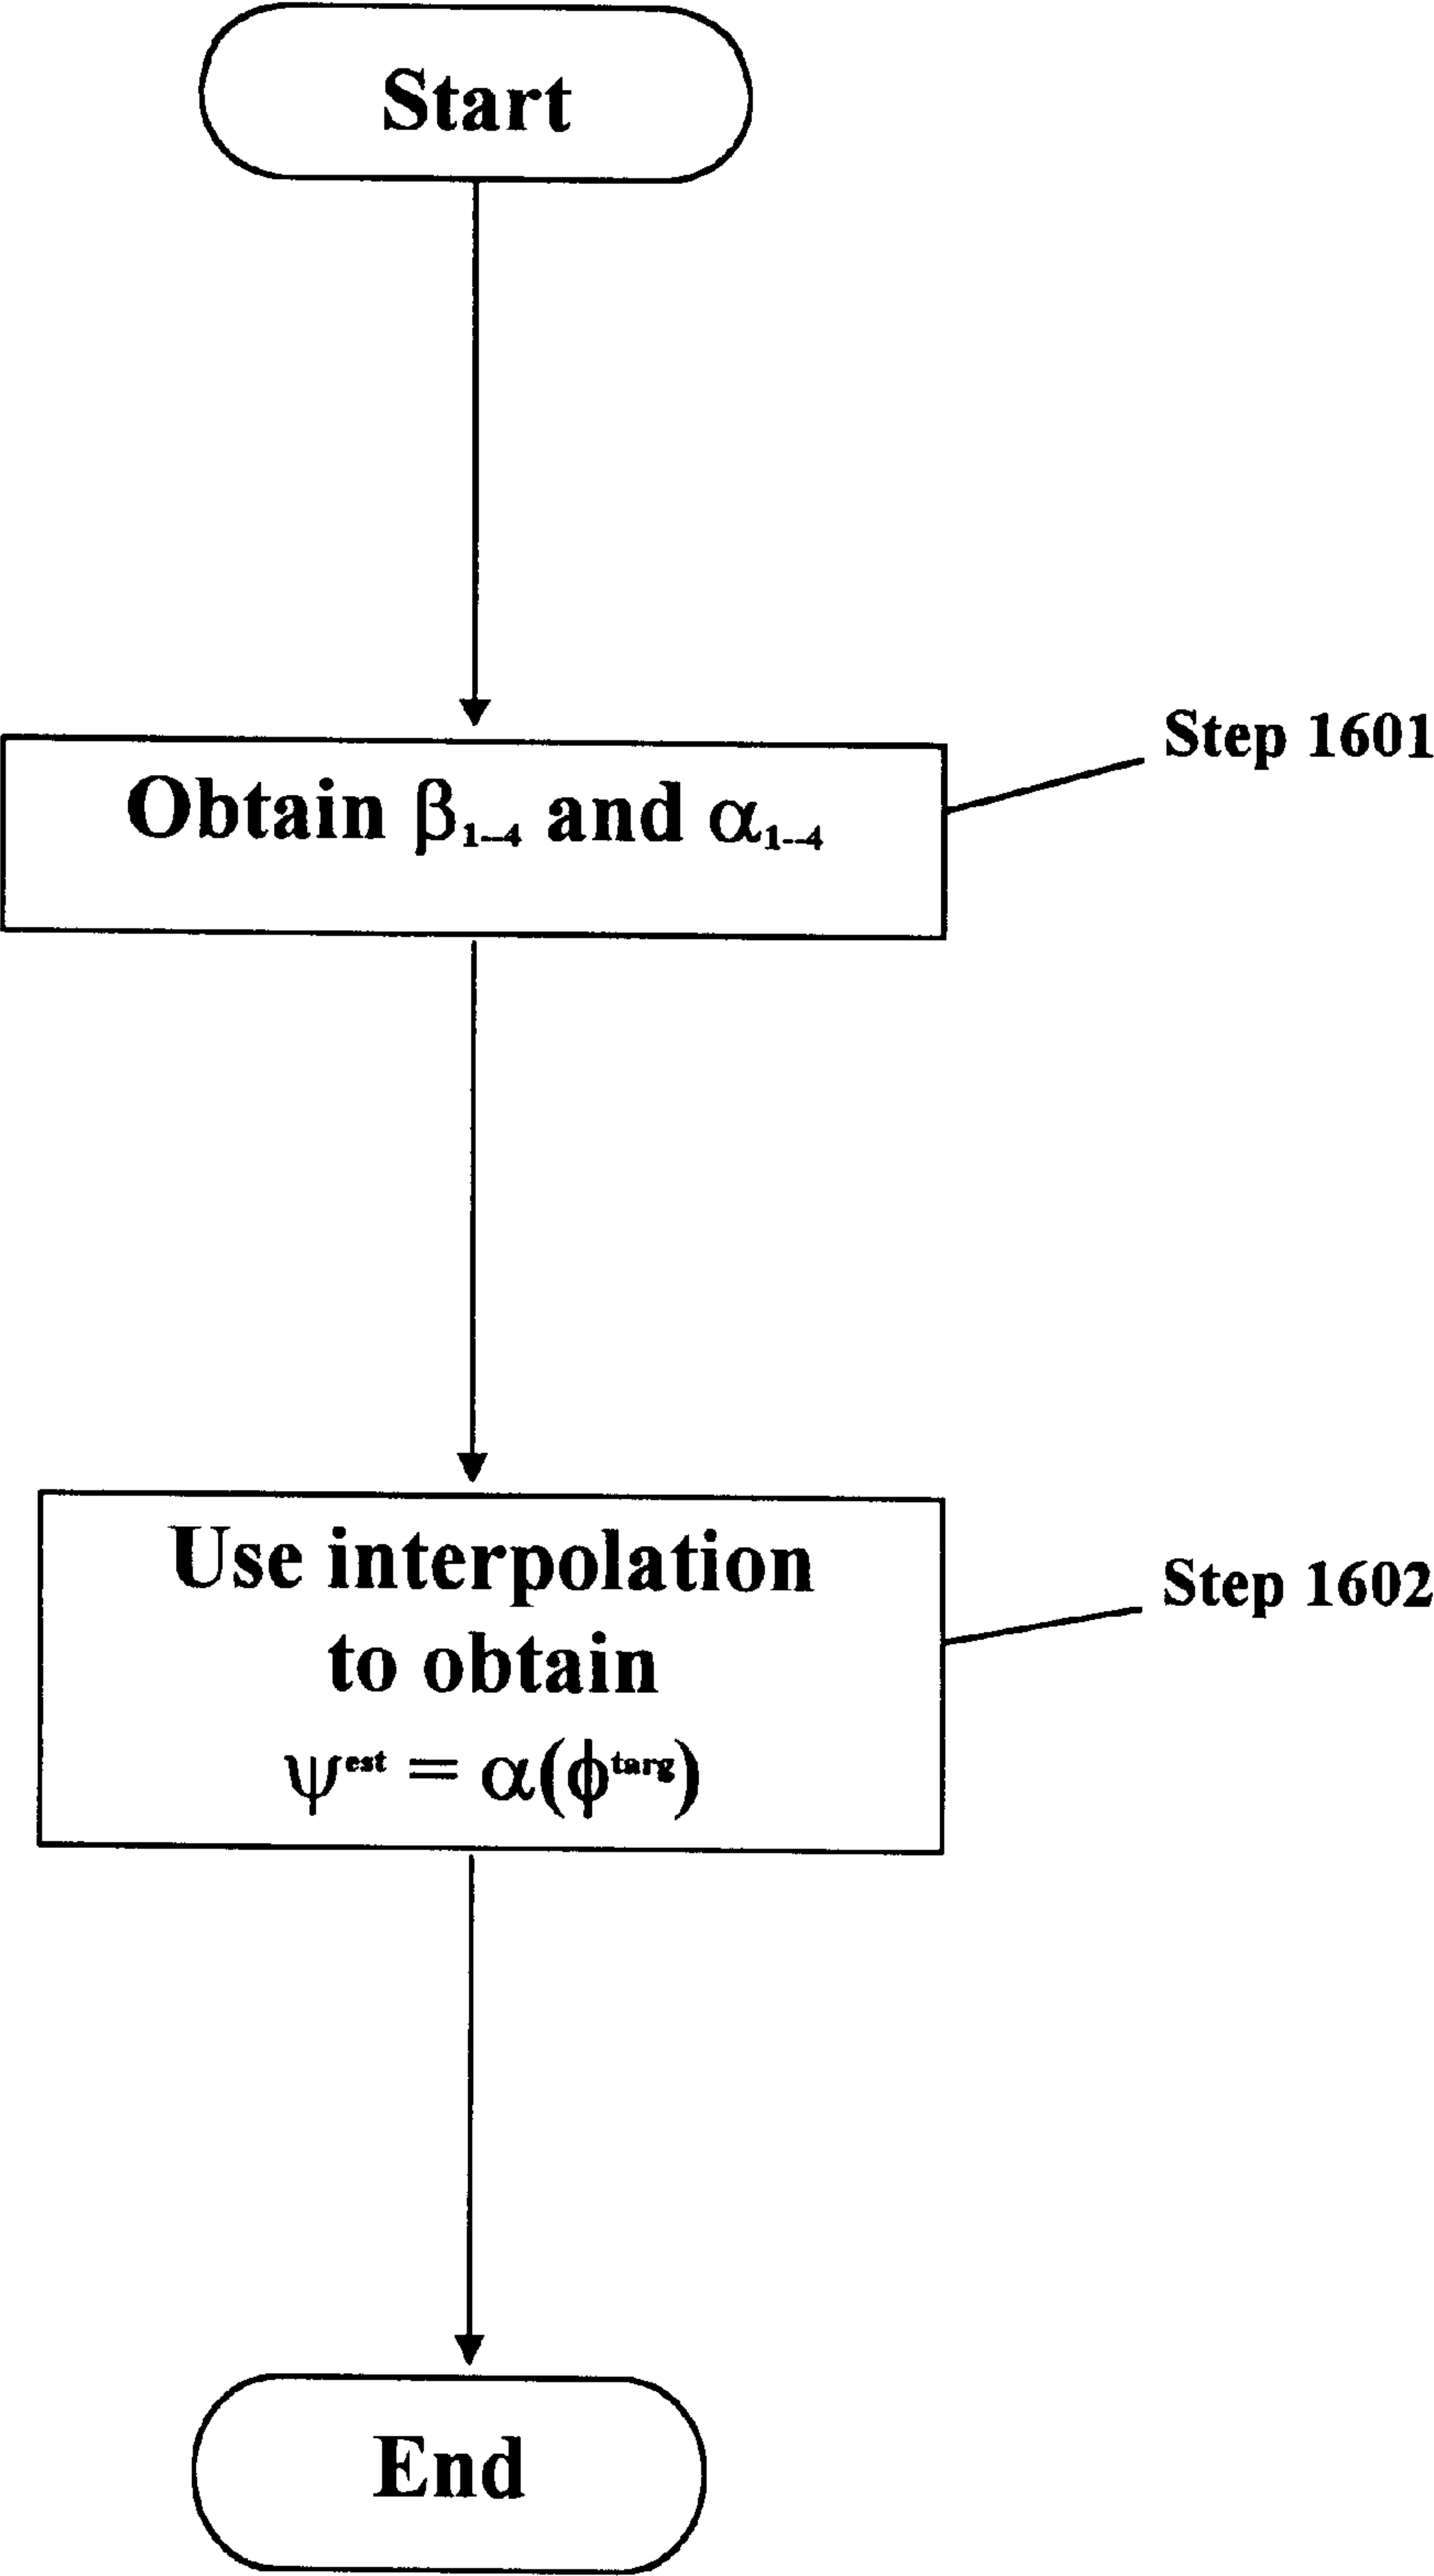 Start
Obtain β₁₋₋₄ and α₁₋₋₄
Step 1601
Use interpolation
to obtain
ψᵉˢᵗ = α(ϕᵗᵃʳᵍ)
Step 1602
End